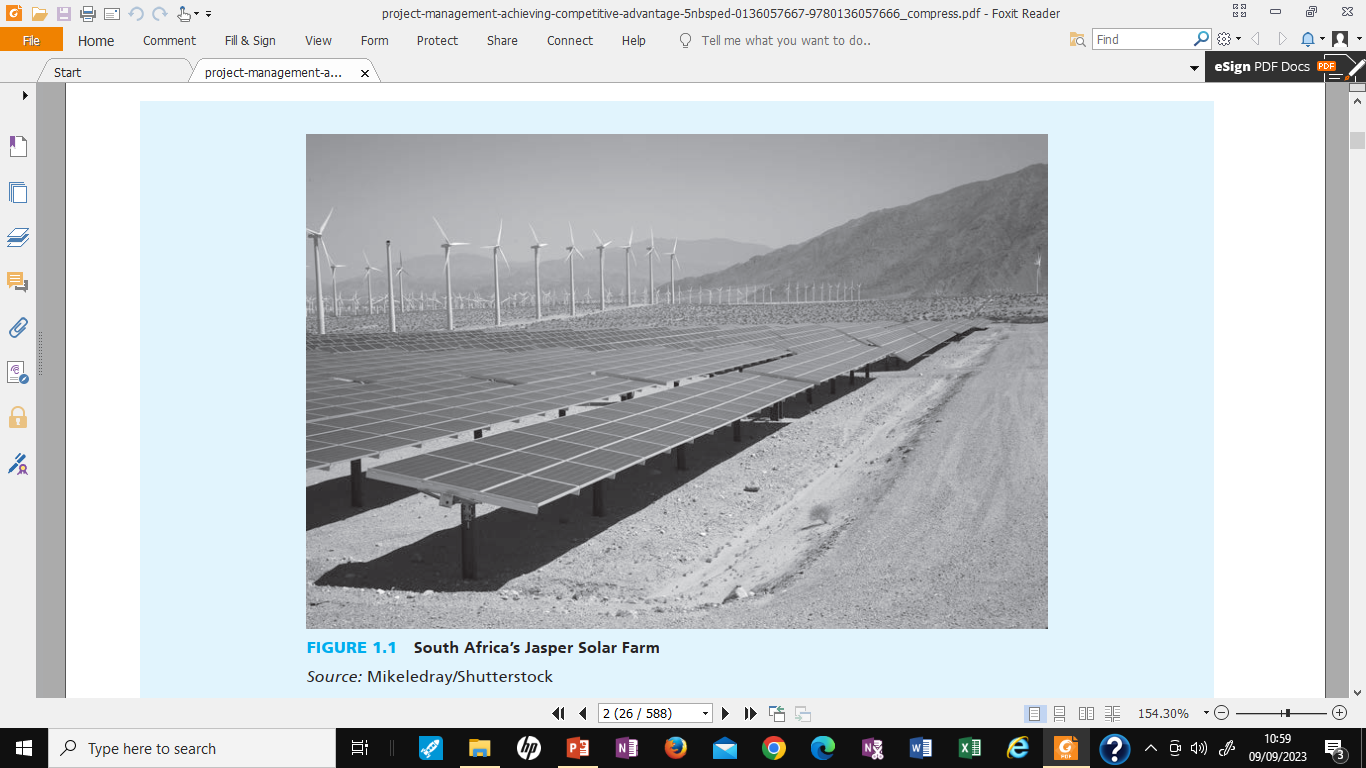 project-management-achieving-competitive-advantage-5nbsped-0136057667-9780136057666_compress.pdf - Foxit Reader
File Home Comment Fill & Sign View Form Protect Share Connect Help Tell me what you want to do.. Find
Start project-management-a... eSign PDF Docs PDF
FIGURE 1.1 South Africa's Jasper Solar Farm
Source: Mikeledray/Shutterstock
2 (26 / 588) 154.30%
Type here to search
10:59
09/09/2023
3